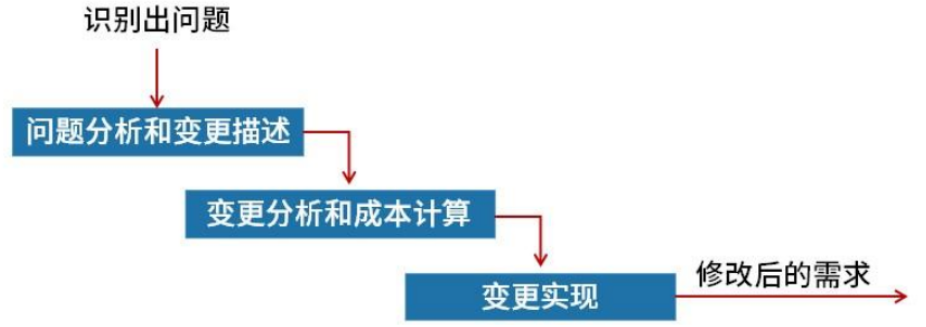 识别出问题
问题分析和变更描述
变更分析和成本计算
变更实现
修改后的需求